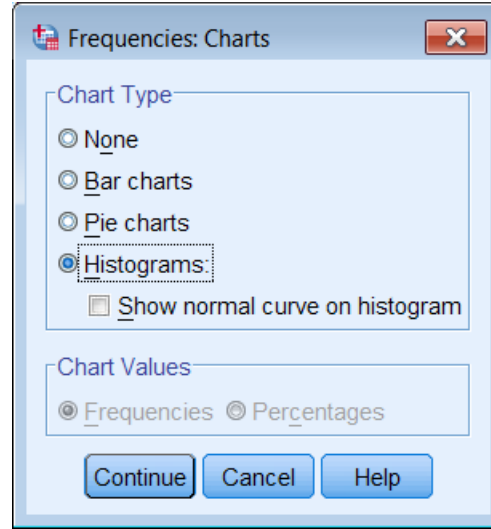 Frequencies: Charts
Chart Type
None
Bar charts
Pie charts
Histograms:
Show normal curve on histogram
Chart Values
Frequencies Percentages
Continue Cancel Help